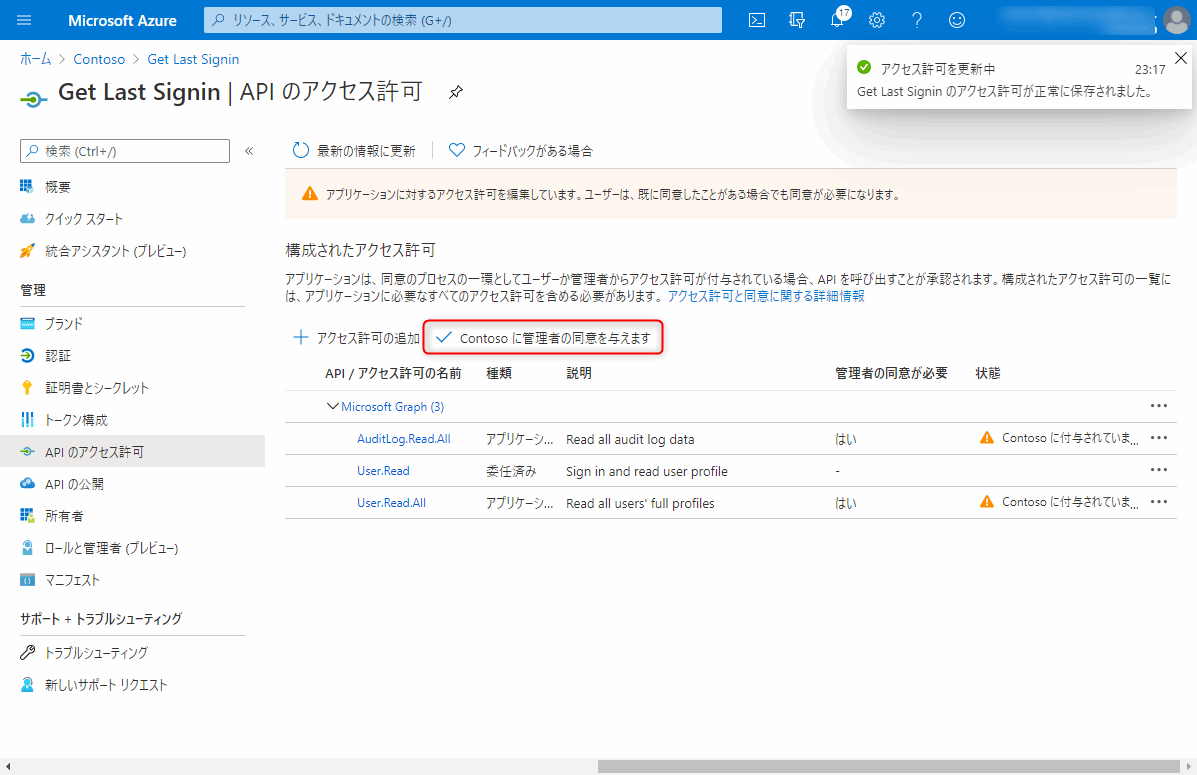 Microsoft Azure
リソース、サービス、ドキュメントの検索 (G+/)
17
ホーム > Contoso > Get Last Signin
Get Last Signin | API のアクセス許可
アクセス許可を更新中 23:17
Get Last Signin のアクセス許可が正常に保存されました。
検索 (Ctrl+/)
«
概要
クイック スタート
統合アシスタント (プレビュー)
管理
ブランド
認証
証明書とシークレット
トークン構成
API のアクセス許可
API の公開
所有者
ロールと管理者 (プレビュー)
マニフェスト
サポート + トラブルシューティング
トラブルシューティング
新しいサポート リクエスト
最新の情報に更新 フィードバックがある場合
アプリケーションに対するアクセス許可を編集しています。ユーザーは、既に同意したことがある場合でも同意が必要になります。
構成されたアクセス許可
アプリケーションは、同意のプロセスの一環としてユーザーか管理者からアクセス許可が付与されている場合、API を呼び出すことが承認されます。構成されたアクセス許可の一覧に
は、アプリケーションに必要なすべてのアクセス許可を含める必要があります。 アクセス許可と同意に関する詳細情報
アクセス許可の追加 Contoso に管理者の同意を与えます
API / アクセス許可の名前 種類 説明 管理者の同意が必要 状態
Microsoft Graph (3) ...
AuditLog.Read.All アプリケーシ... Read all audit log data はい Contoso に付与されていま... ...
User.Read 委任済み Sign in and read user profile - ...
User.Read.All アプリケーシ... Read all users' full profiles はい Contoso に付与されていま... ...